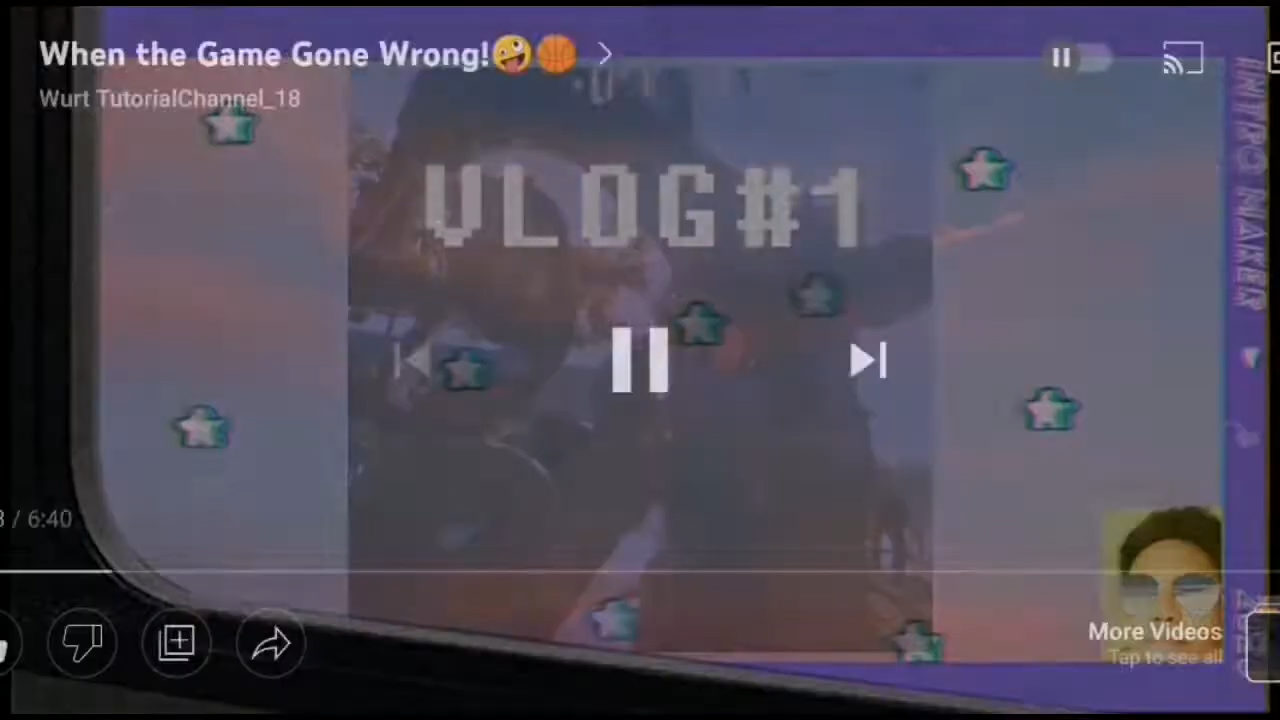 When the Game Gone Wrong!🤪🏀
Wurt TutorialChannel_18
VLOG#1
INTRO MAKER
/ 6:40
More Videos
Tap to see all